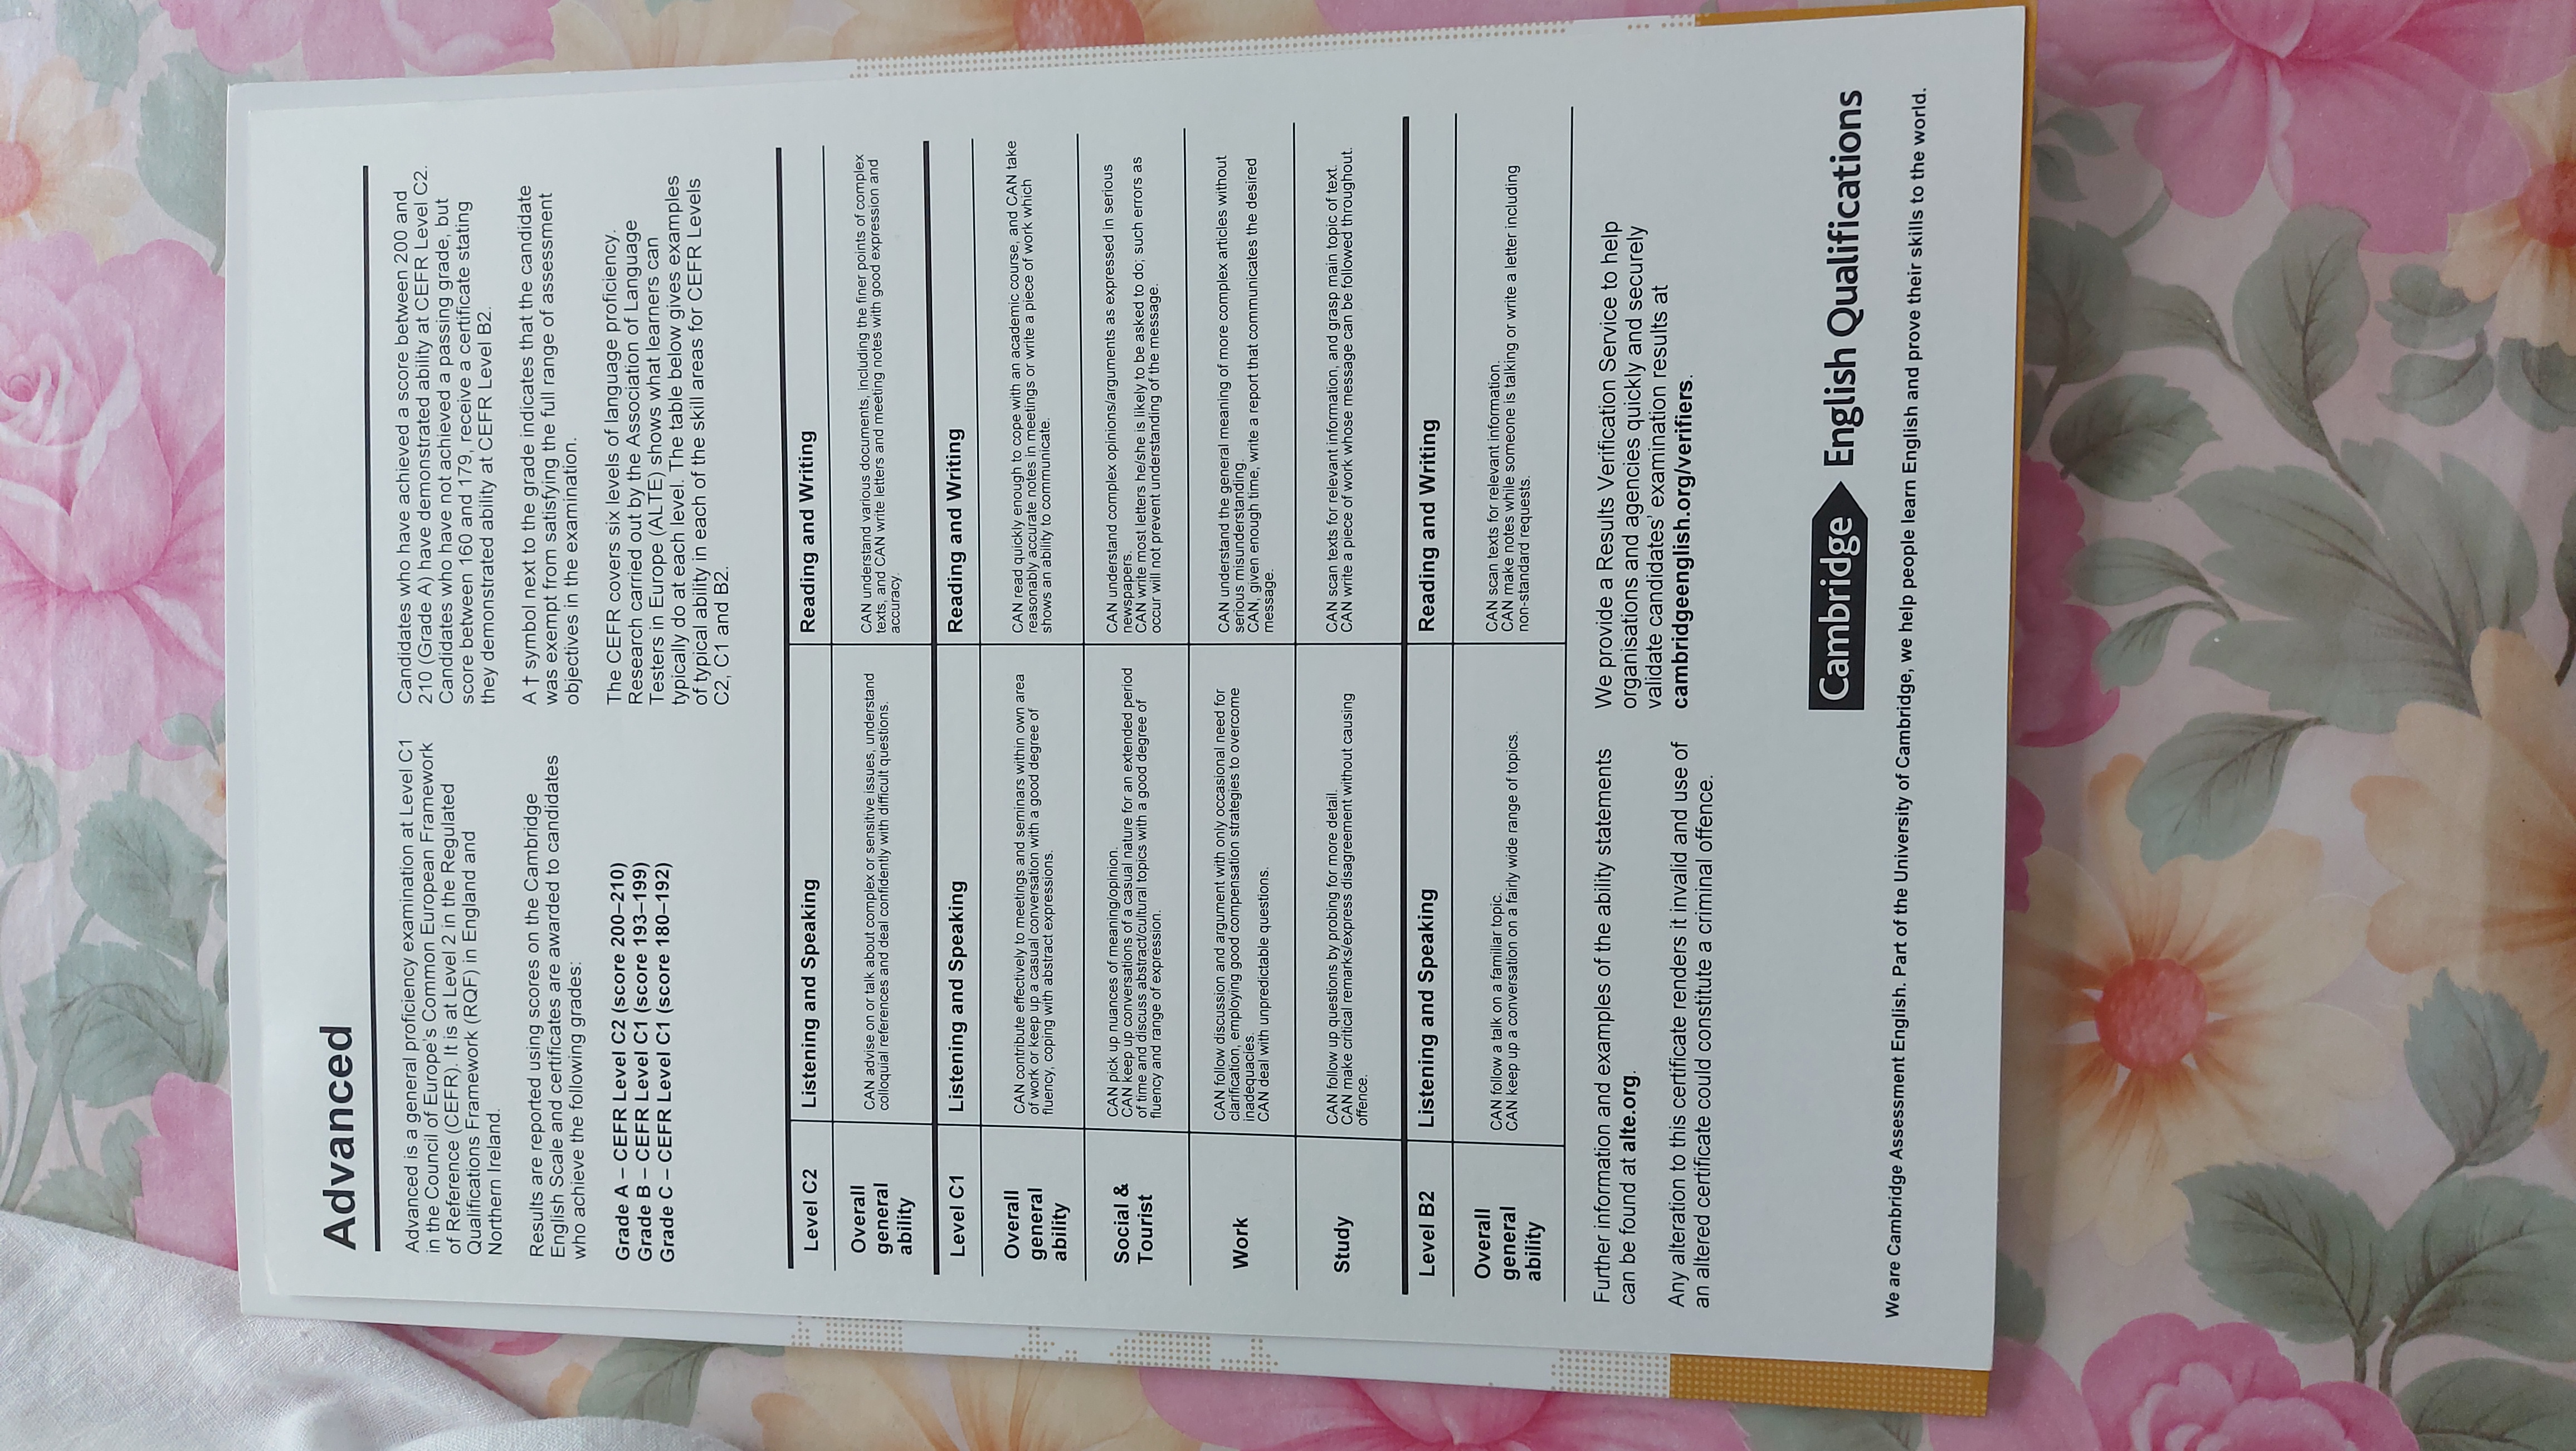 Advanced
Advanced is a general proficiency examination at Level C1
in the Council of Europe's Common European Framework
of Reference (CEFR). It is at Level 2 in the Regulated
Qualifications Framework (RQF) in England and
Northern Ireland.
Results are reported using scores on the Cambridge
English Scale and certificates are awarded to candidates
who achieve the following grades:
Grade A – CEFR Level C2 (score 200–210)
Grade B – CEFR Level C1 (score 193–199)
Grade C – CEFR Level C1 (score 180–192)
Candidates who have achieved a score between 200 and
210 (Grade A) have demonstrated ability at CEFR Level C2.
Candidates who have not achieved a passing grade, but
score between 160 and 179, receive a certificate stating
they demonstrated ability at CEFR Level B2.
A † symbol next to the grade indicates that the candidate
was exempt from satisfying the full range of assessment
objectives in the examination.
The CEFR covers six levels of language proficiency.
Research carried out by the Association of Language
Testers in Europe (ALTE) shows what learners can
typically do at each level. The table below gives examples
of typical ability in each of the skill areas for CEFR Levels
C2, C1 and B2.
Level C2
Listening and Speaking
Reading and Writing
Overall
general
ability
CAN advise on or talk about complex or sensitive issues, understand
colloquial references and deal confidently with difficult questions.
CAN understand various documents, including the finer points of complex
texts, and CAN write letters and meeting notes with good expression and
accuracy.
Level C1
Listening and Speaking
Reading and Writing
Overall
general
ability
CAN contribute effectively to meetings and seminars within own area
of work or keep up a casual conversation with a good degree of
fluency, coping with abstract expressions.
CAN read quickly enough to cope with an academic course, and CAN take
reasonably accurate notes in meetings or write a piece of work which
shows an ability to communicate.
Social &
Tourist
CAN pick up nuances of meaning/opinion.
CAN keep up conversations of a casual nature for an extended period
of time and discuss abstract/cultural topics with a good degree of
fluency and range of expression.
CAN understand complex opinions/arguments as expressed in serious
newspapers.
CAN write most letters he/she is likely to be asked to do; such errors as
occur will not prevent understanding of the message.
Work
CAN follow discussion and argument with only occasional need for
clarification, employing good compensation strategies to overcome
inadequacies.
CAN deal with unpredictable questions.
CAN understand the general meaning of more complex articles without
serious misunderstanding.
CAN, given enough time, write a report that communicates the desired
message.
Study
CAN follow up questions by probing for more detail.
CAN make critical remarks/express disagreement without causing
offence.
CAN scan texts for relevant information, and grasp main topic of text.
CAN write a piece of work whose message can be followed throughout.
Level B2
Listening and Speaking
Reading and Writing
Overall
general
ability
CAN follow a talk on a familiar topic.
CAN keep up a conversation on a fairly wide range of topics.
CAN scan texts for relevant information.
CAN make notes while someone is talking or write a letter including
non-standard requests.
Further information and examples of the ability statements
can be found at alte.org.
Any alteration to this certificate renders it invalid and use of
an altered certificate could constitute a criminal offence.
We provide a Results Verification Service to help
organisations and agencies quickly and securely
validate candidates' examination results at
cambridgeenglish.org/verifiers.
Cambridge English Qualifications
We are Cambridge Assessment English. Part of the University of Cambridge, we help people learn English and prove their skills to the world.